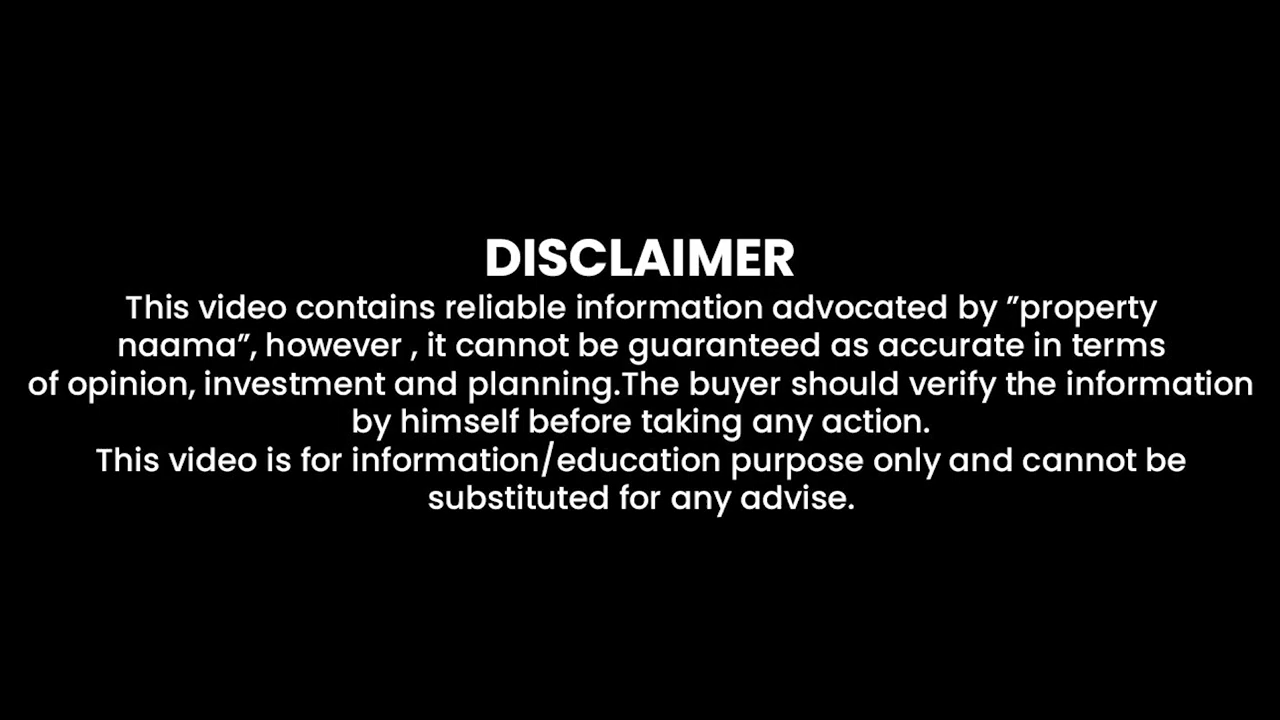 DISCLAIMER
This video contains reliable information advocated by ”property
naama”, however , it cannot be guaranteed as accurate in terms
of opinion, investment and planning.The buyer should verify the information
by himself before taking any action.
This video is for information/education purpose only and cannot be
substituted for any advise.